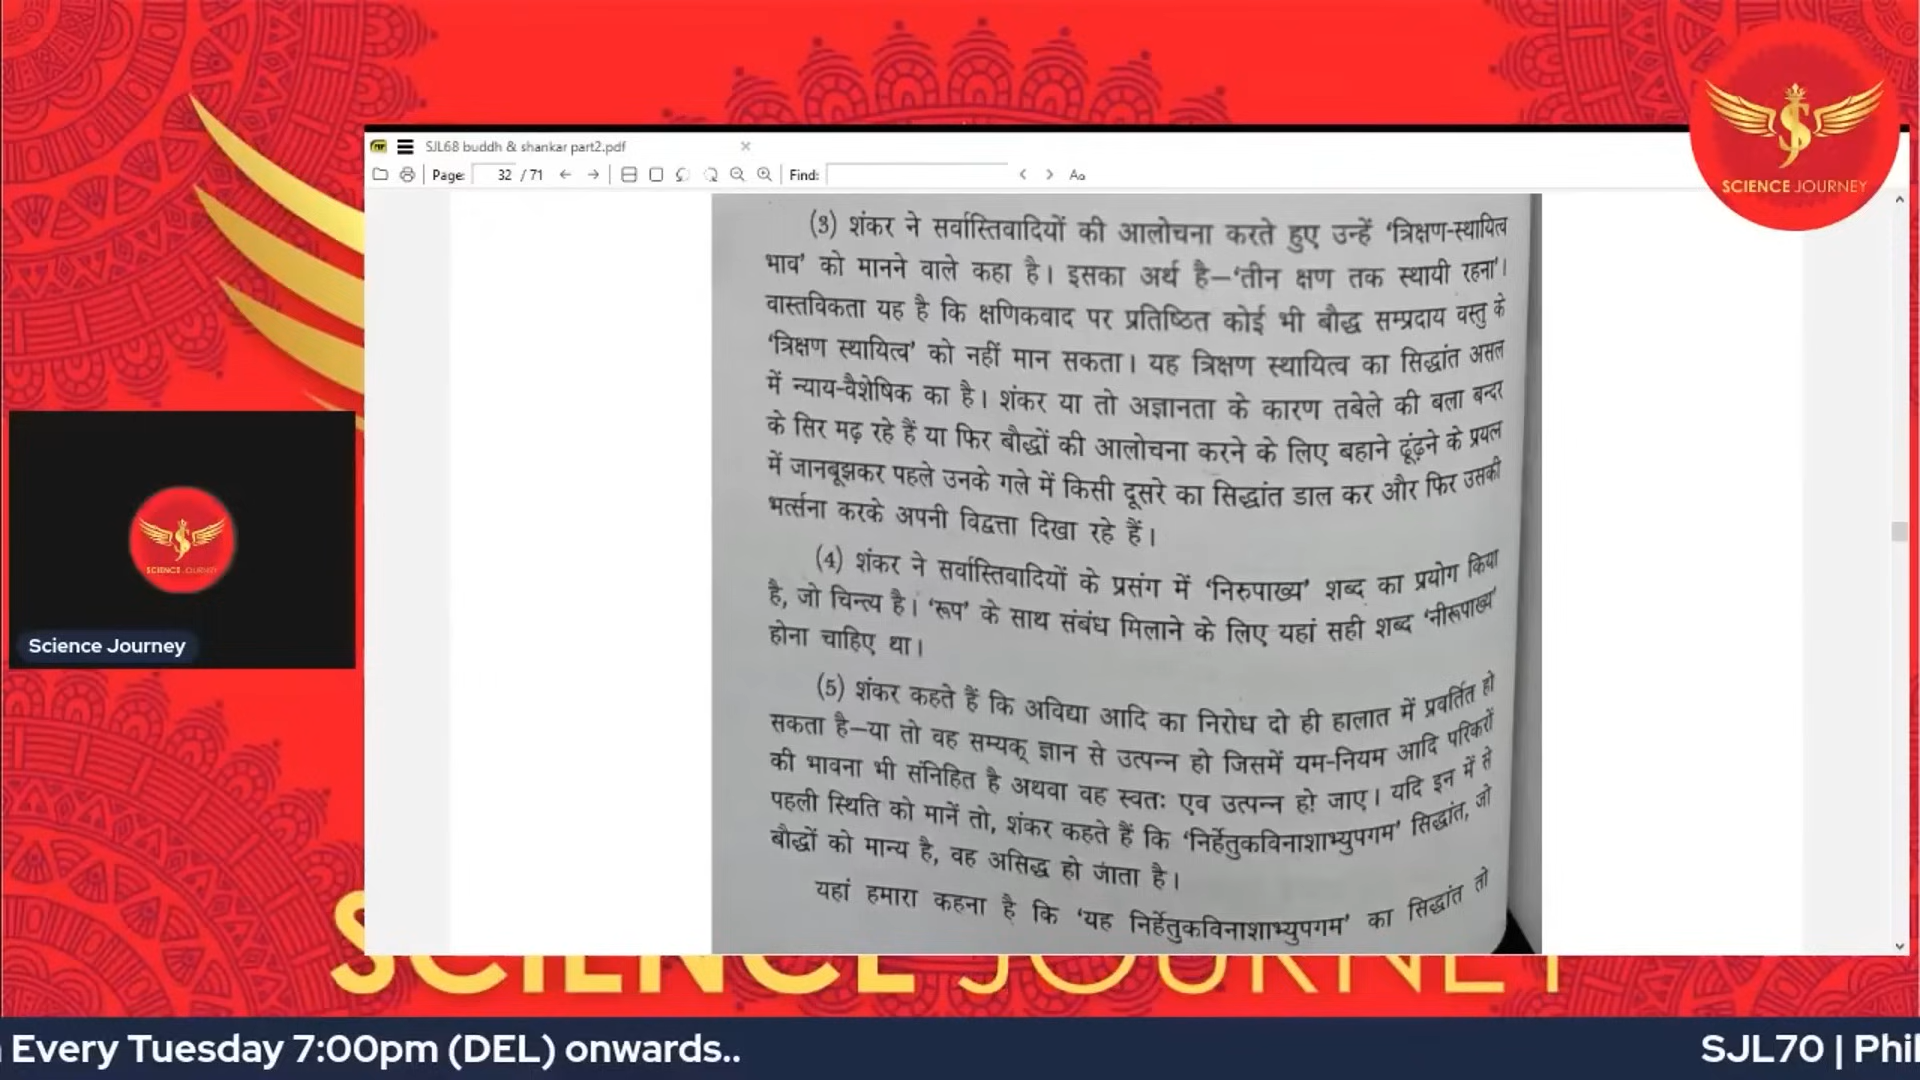 SCIENCE JOURNEY
SJL68 buddh & shankar part2.pdf
Page: 32 / 71 Find: Aa
(3) शंकर ने सर्वास्तिवादियों की आलोचना करते हुए उन्हें ‘त्रिक्षण-स्थायित्व
भाव’ को मानने वाले कहा है। इसका अर्थ है—‘तीन क्षण तक स्थायी रहना’।
वास्तविकता यह है कि क्षणिकवाद पर प्रतिष्ठित कोई भी बौद्ध सम्प्रदाय वस्तु के
‘त्रिक्षण स्थायित्व’ को नहीं मान सकता। यह त्रिक्षण स्थायित्व का सिद्धांत असल
में न्याय-वैशेषिक का है। शंकर या तो अज्ञानता के कारण तबेले की बला बन्दर
के सिर मढ़ रहे हैं या फिर बौद्धों की आलोचना करने के लिए बहाने ढूंढ़ने के प्रयत्न
में जानबूझकर पहले उनके गले में किसी दूसरे का सिद्धांत डाल कर और फिर उसकी
भर्त्सना करके अपनी विद्वत्ता दिखा रहे हैं।
(4) शंकर ने सर्वास्तिवादियों के प्रसंग में ‘निरुपाख्य’ शब्द का प्रयोग किया
है, जो चिन्त्य है। ‘रूप’ के साथ संबंध मिलाने के लिए यहां सही शब्द ‘नीरूपाख्य’
होना चाहिए था।
(5) शंकर कहते हैं कि अविद्या आदि का निरोध दो ही हालात में प्रवर्तित हो
सकता है—या तो वह सम्यक् ज्ञान से उत्पन्न हो जिसमें यम-नियम आदि परिकरों
की भावना भी संनिहित है अथवा वह स्वतः एव उत्पन्न हो जाए। यदि इन में से
पहली स्थिति को मानें तो, शंकर कहते हैं कि ‘निर्हेतुकविनाशाभ्युपगम’ सिद्धांत, जो
बौद्धों को मान्य है, वह असिद्ध हो जाता है।
यहां हमारा कहना है कि ‘यह निर्हेतुकविनाशाभ्युपगम’ का सिद्धांत तो
SCIENCE JOURNEY
Science Journey
SCIENCE JOURNEY
Every Tuesday 7:00pm (DEL) onwards..
SJL70 | Phil